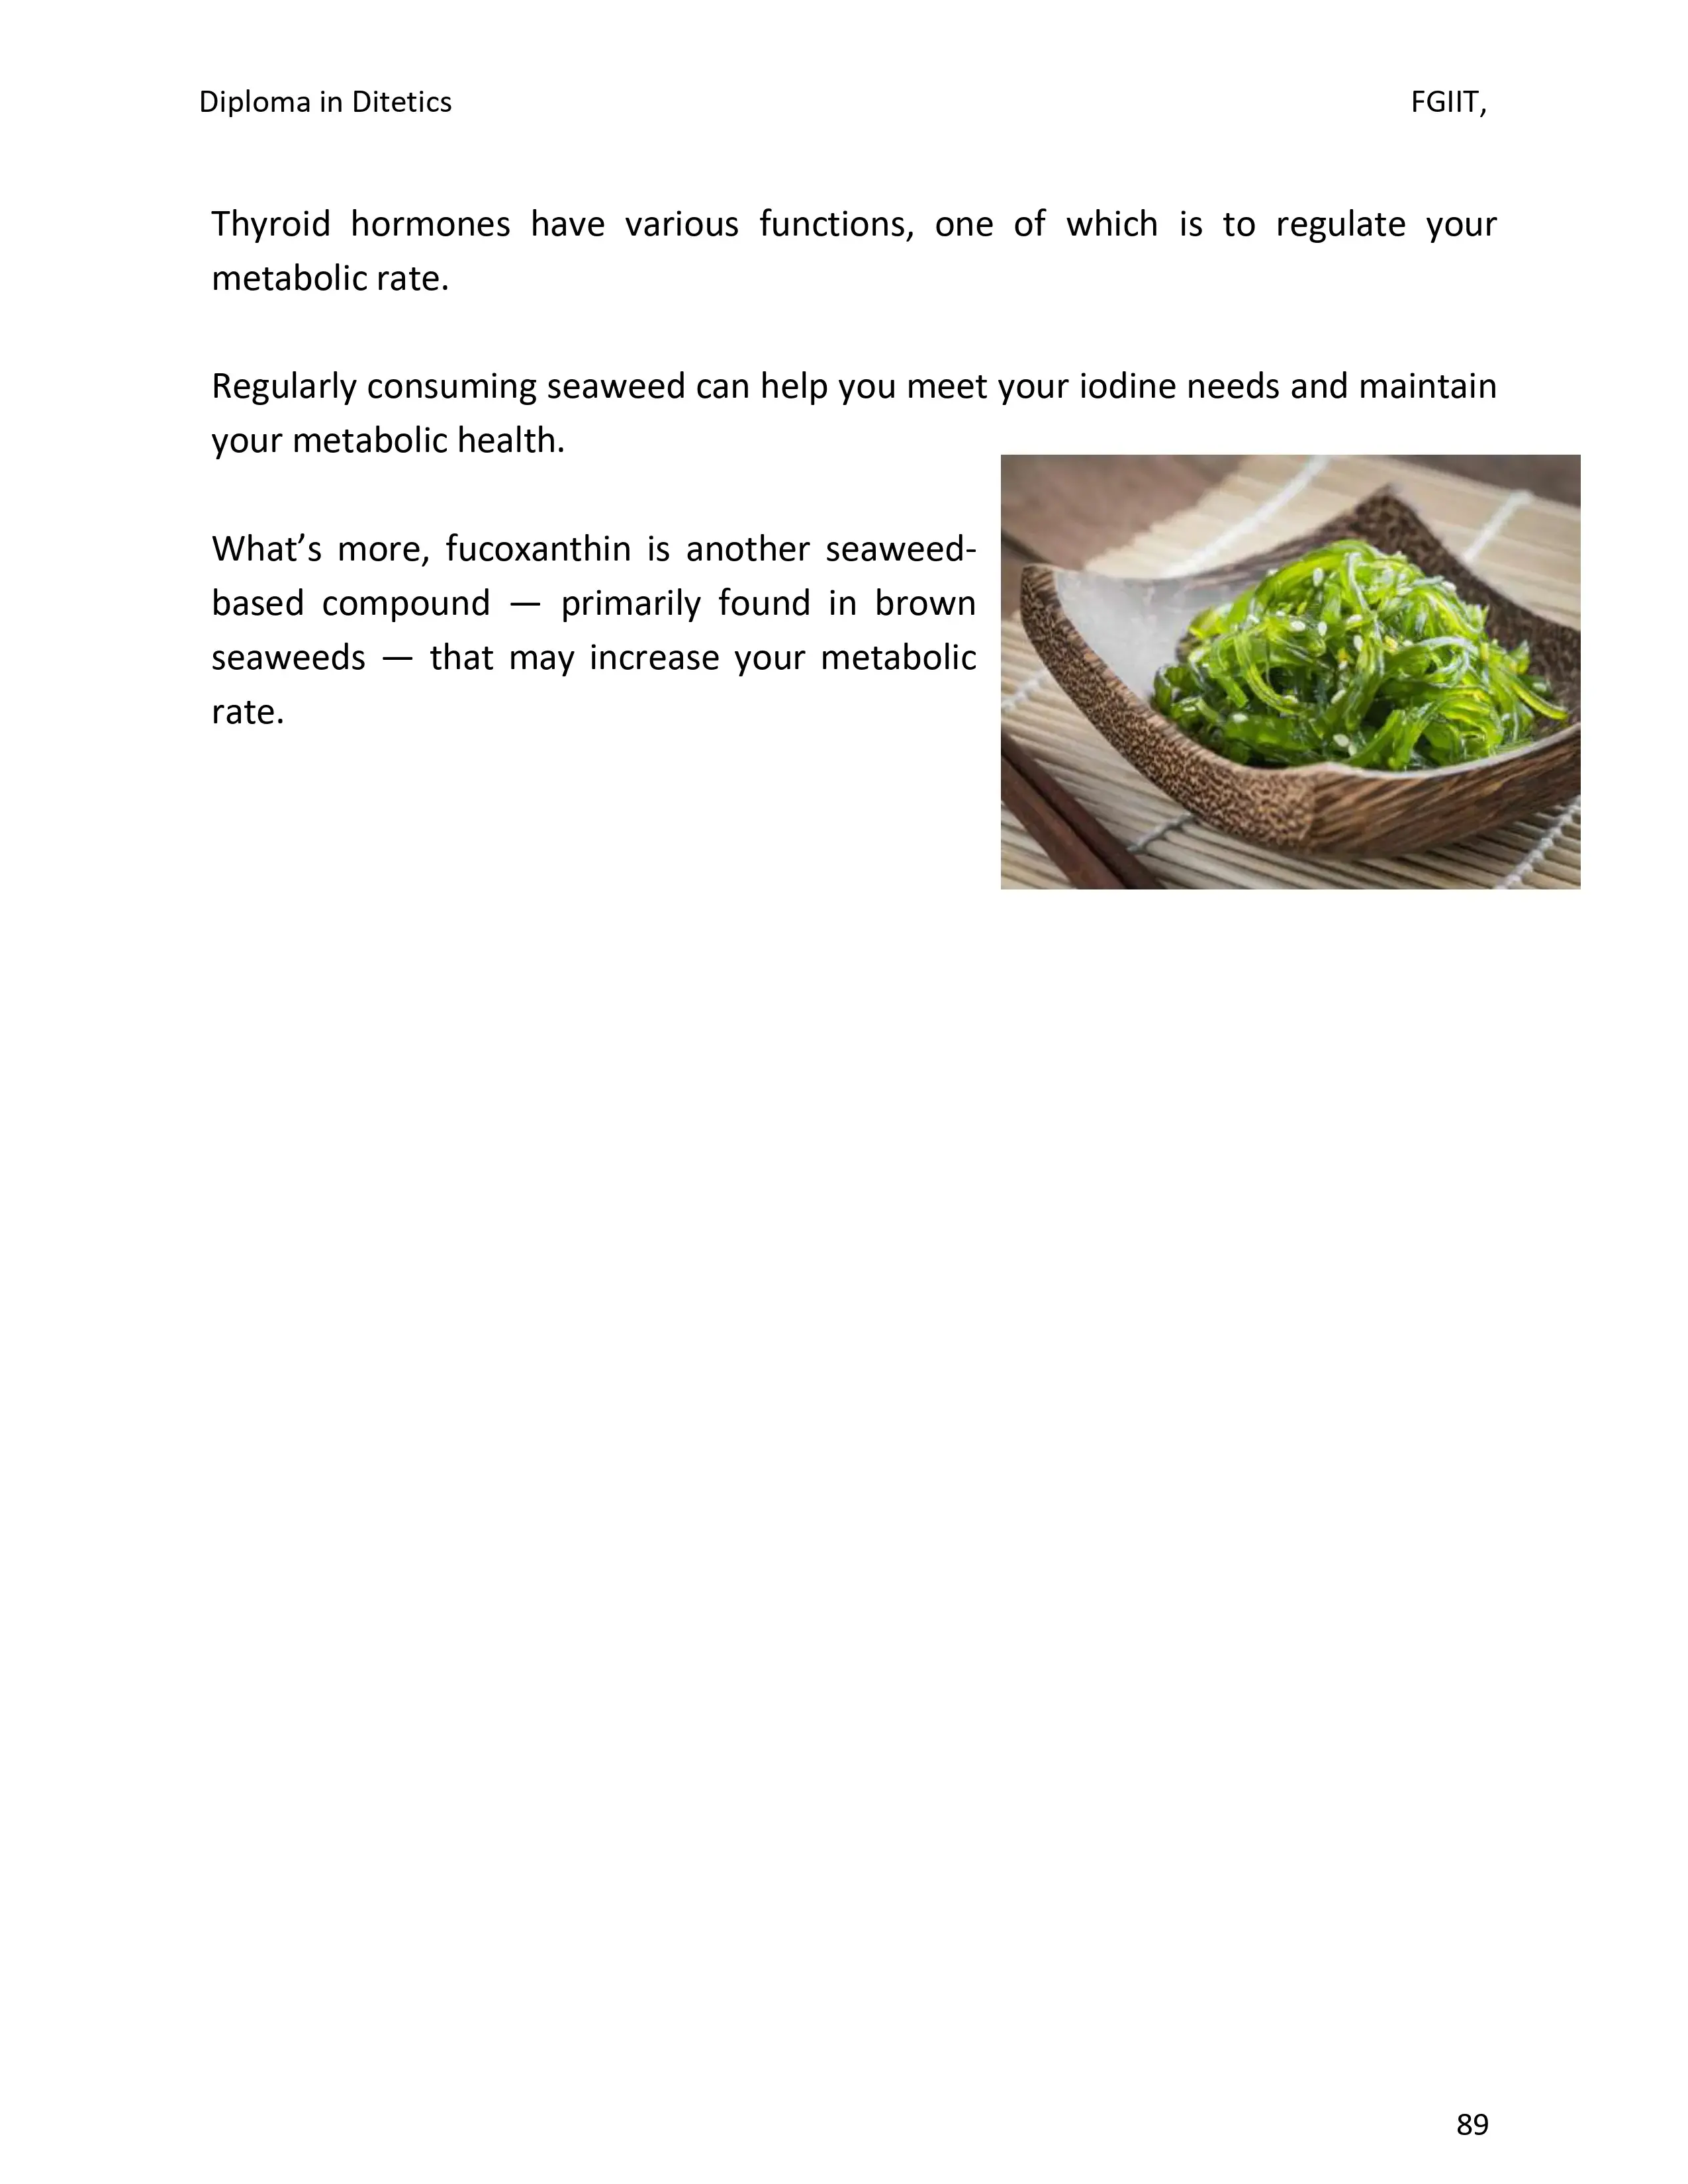 Diploma in Ditetics FGIIT,
Thyroid hormones have various functions, one of which is to regulate your
metabolic rate.
Regularly consuming seaweed can help you meet your iodine needs and maintain
your metabolic health.
What’s more, fucoxanthin is another seaweed-
based compound — primarily found in brown
seaweeds — that may increase your metabolic
rate.
89